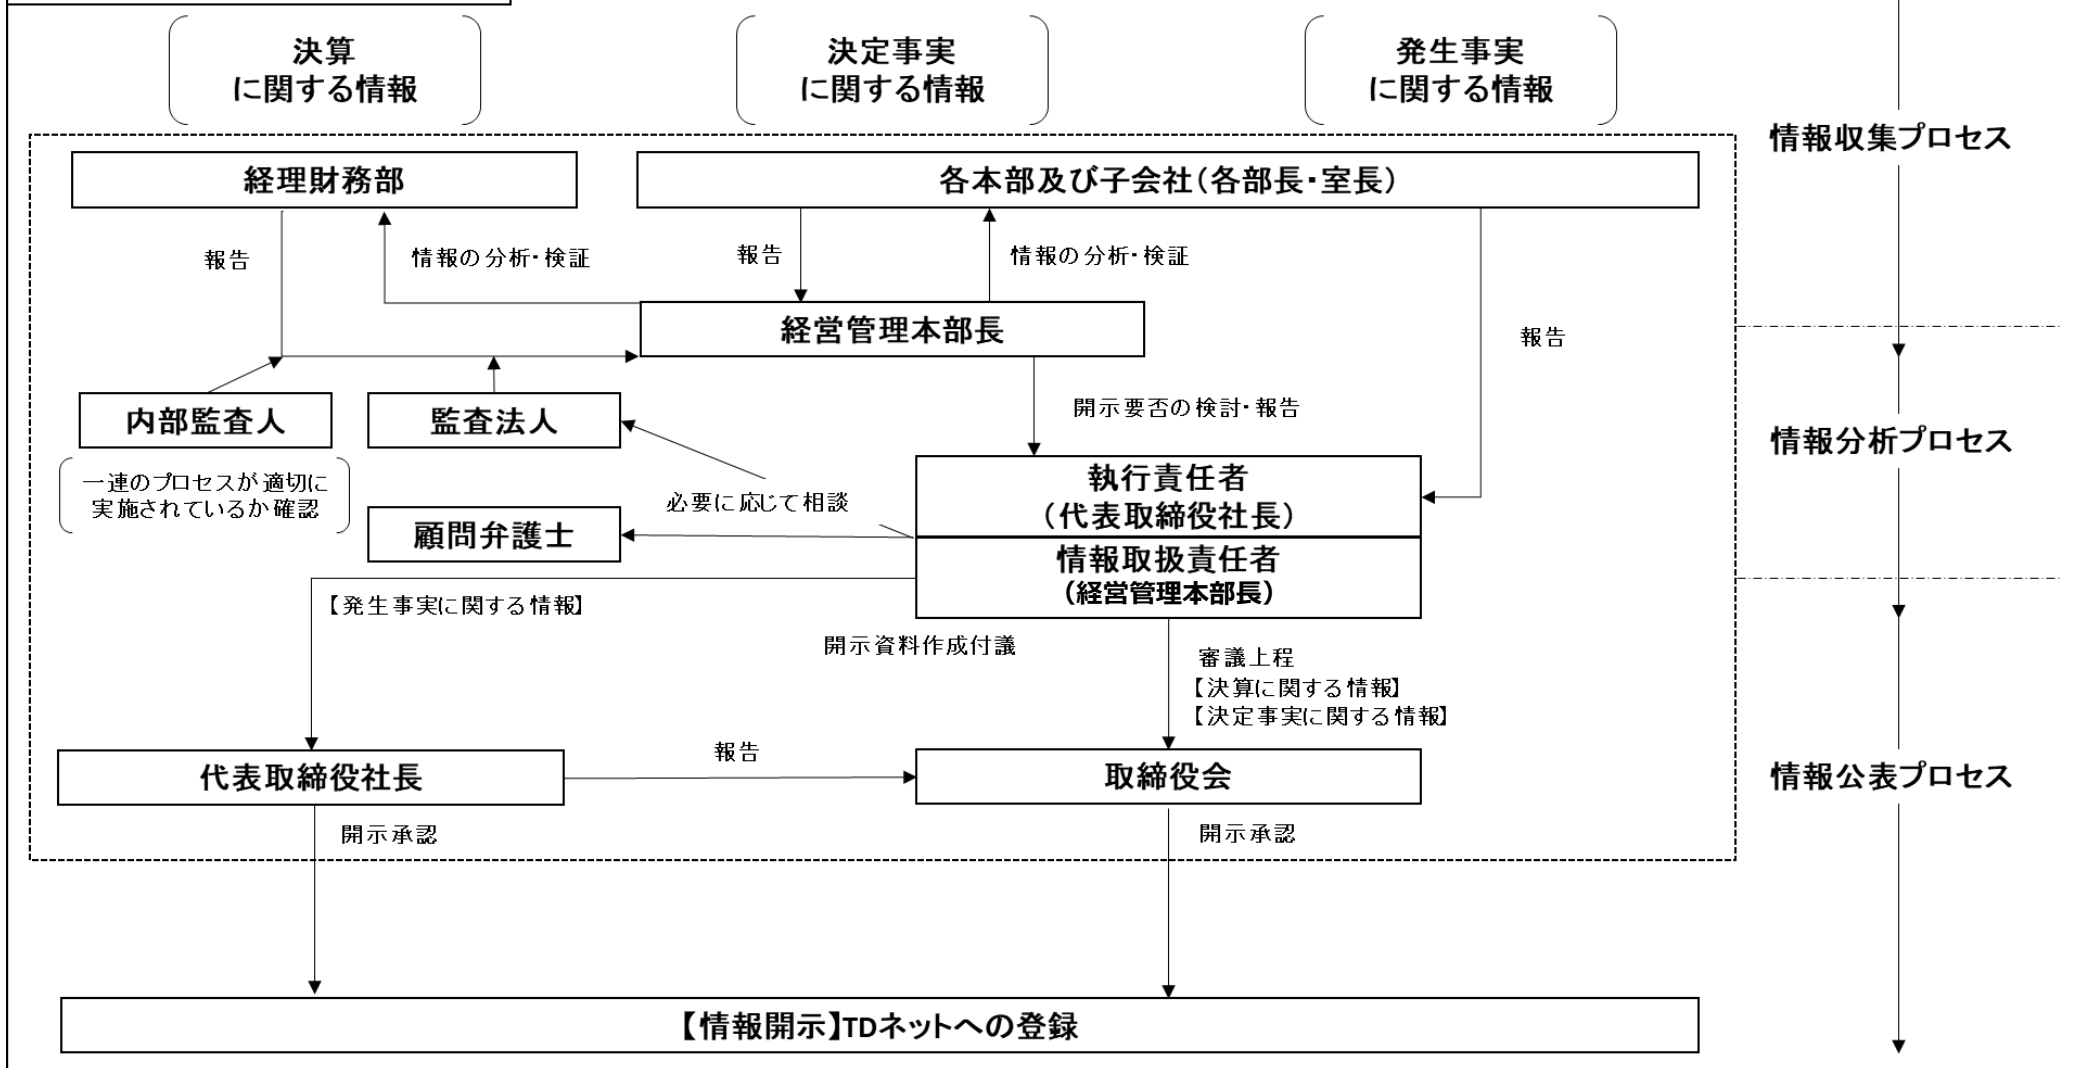 決算
に関する情報
決定事実
に関する情報
発生事実
に関する情報
情報収集プロセス
経理財務部
各本部及び子会社(各部長・室長)
報告
情報の分析・検証
報告
情報の分析・検証
経営管理本部長
報告
内部監査人
監査法人
開示要否の検討・報告
情報分析プロセス
一連のプロセスが適切に
実施されているか確認
必要に応じて相談
執行責任者
(代表取締役社長)
顧問弁護士
情報取扱責任者
(経営管理本部長)
【発生事実に関する情報】
開示資料作成付議
審議上程
【決算に関する情報】
【決定事実に関する情報】
報告
代表取締役社長
取締役会
情報公表プロセス
開示承認
開示承認
【情報開示】TDネットへの登録